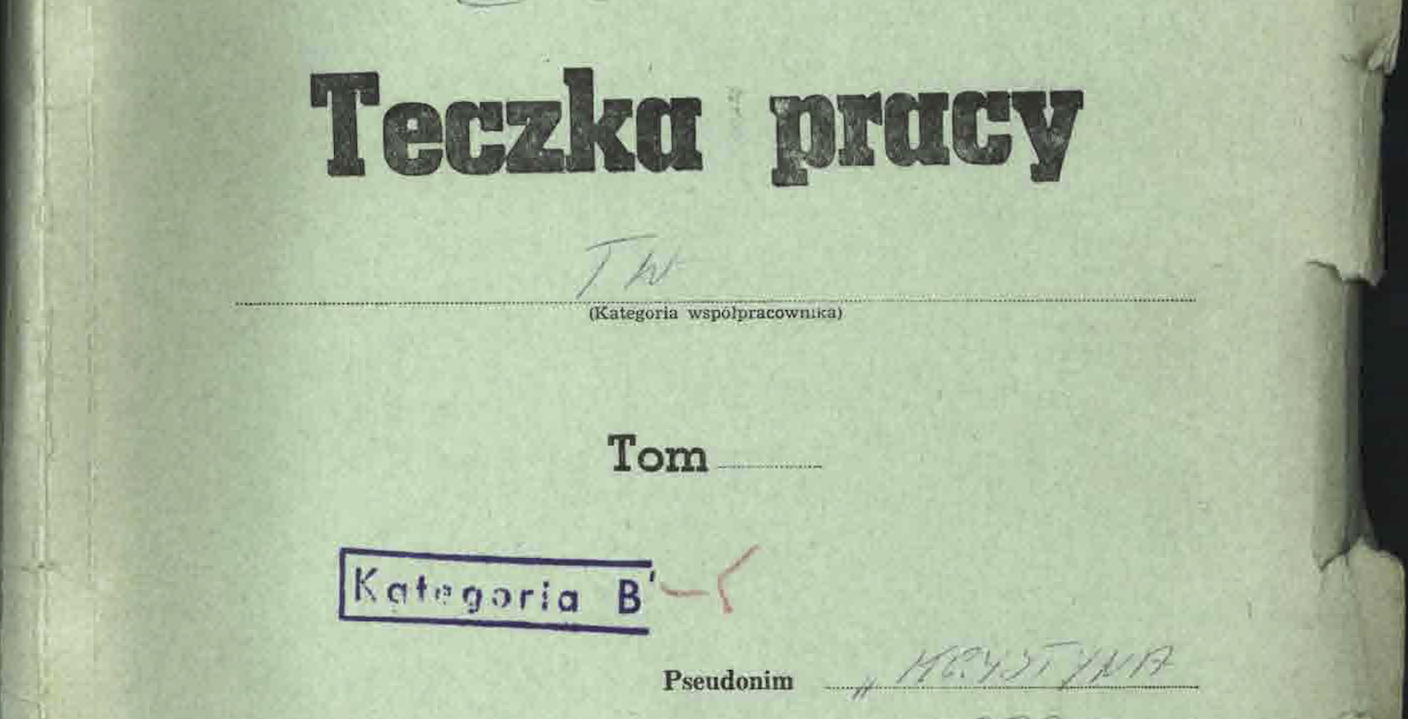 Teczka pracy
TW
(Kategoria współpracownika)
Tom
Kategoria B
Pseudonim „KRYSTYNA